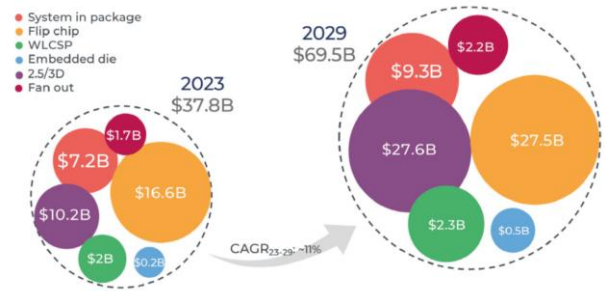 System in package
Flip chip
WLCSP
Embedded die
2.5/3D
Fan out
2023
$37.8B
$1.7B
$7.2B
$16.6B
$10.2B
$2B
$0.2B
CAGR23-29: ~11%
2029
$69.5B
$2.2B
$9.3B
$27.6B
$27.5B
$2.3B
$0.5B